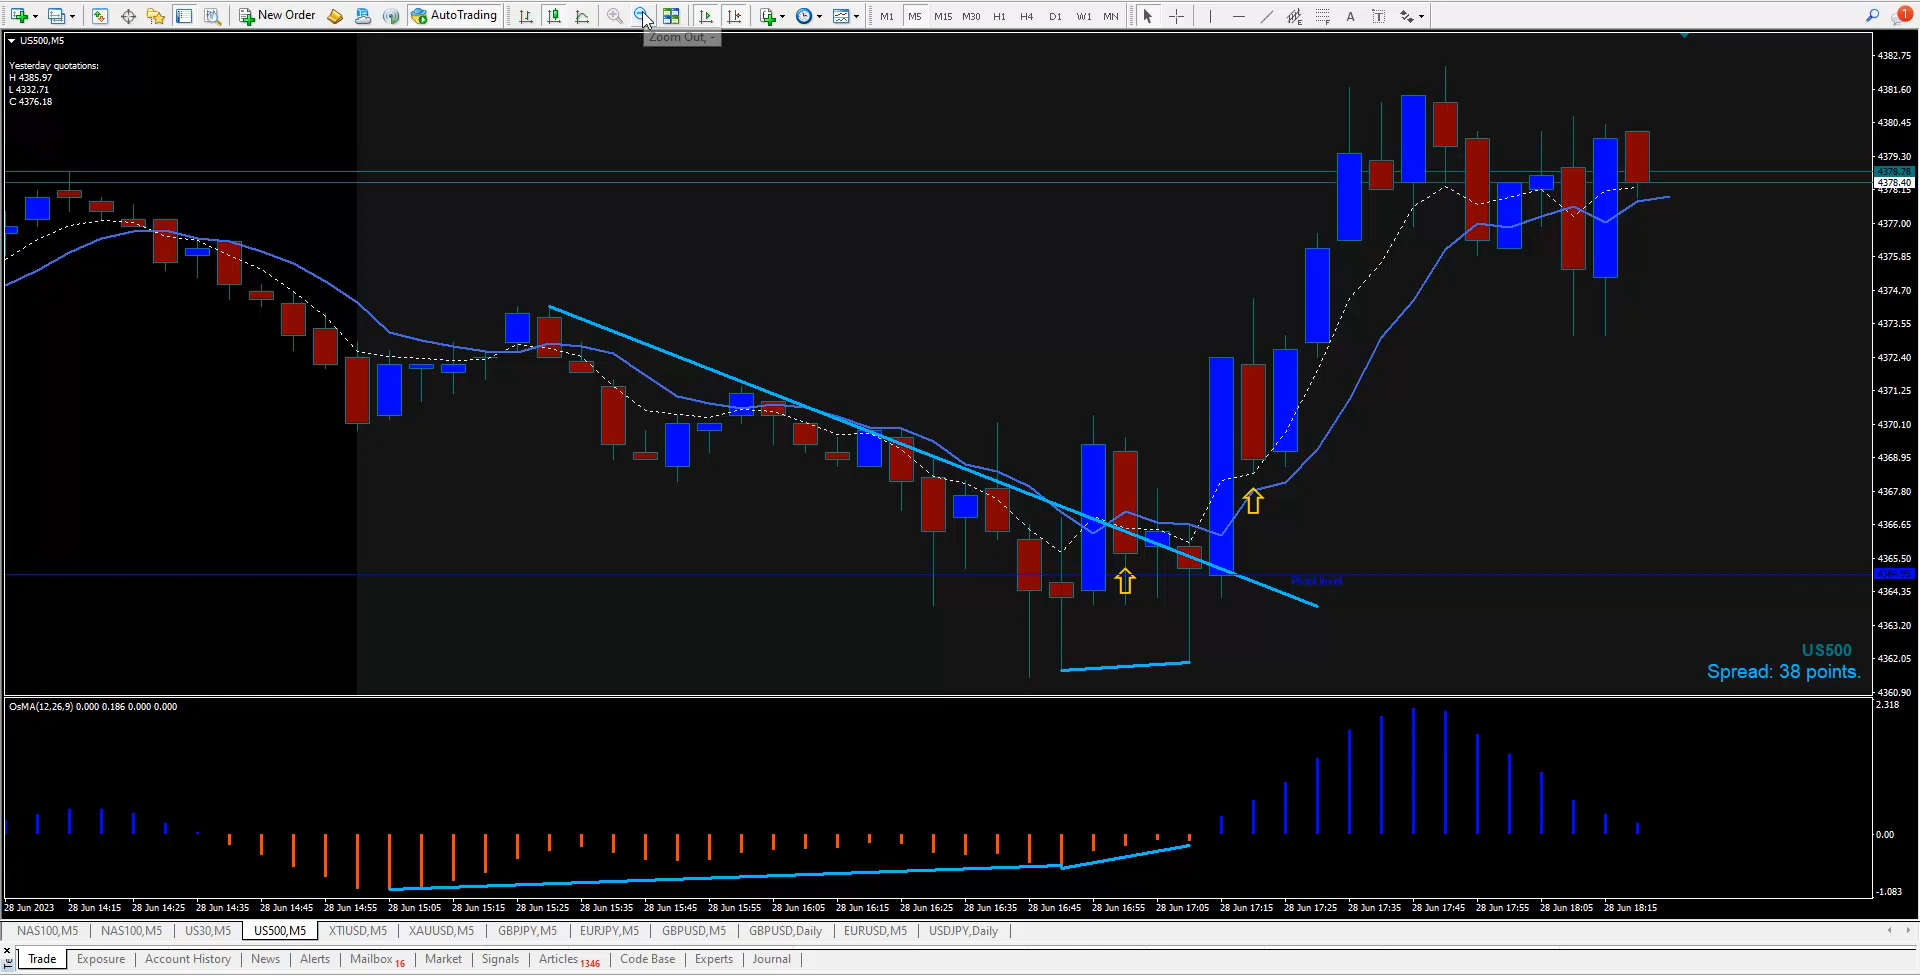 New Order
AutoTrading
M1 M5 M15 M30 H1 H4 D1 W1 MN
A T
1
Zoom Out, -
US500,M5
Yesterday quotations:
H 4385.97
L 4332.71
C 4376.18
4382.75
4381.60
4380.45
4379.30
4378.78
4378.40
4378.15
4377.00
4375.85
4374.70
4373.55
4372.40
4371.25
4370.10
4368.95
4367.80
4366.65
4365.50
4364.35
4363.20
4362.05
4360.90
US500
Spread: 38 points.
OsMA(12,26,9) 0.000 0.186 0.000 0.000
2.318
0.00
-1.083
28 Jun 2023 28 Jun 14:15 28 Jun 14:25 28 Jun 14:35 28 Jun 14:45 28 Jun 14:55 28 Jun 15:05 28 Jun 15:15 28 Jun 15:25 28 Jun 15:35 28 Jun 15:45 28 Jun 15:55 28 Jun 16:05 28 Jun 16:15 28 Jun 16:25 28 Jun 16:35 28 Jun 16:45 28 Jun 16:55 28 Jun 17:05 28 Jun 17:15 28 Jun 17:25 28 Jun 17:35 28 Jun 17:45 28 Jun 17:55 28 Jun 18:05 28 Jun 18:15
NAS100,M5 NAS100,M5 US30,M5 US500,M5 XTIUSD,M5 XAUUSD,M5 GBPJPY,M5 EURJPY,M5 GBPUSD,M5 GBPUSD,Daily EURUSD,M5 USDJPY,Daily
Trade Exposure Account History News Alerts Mailbox 16 Market Signals Articles 1346 Code Base Experts Journal